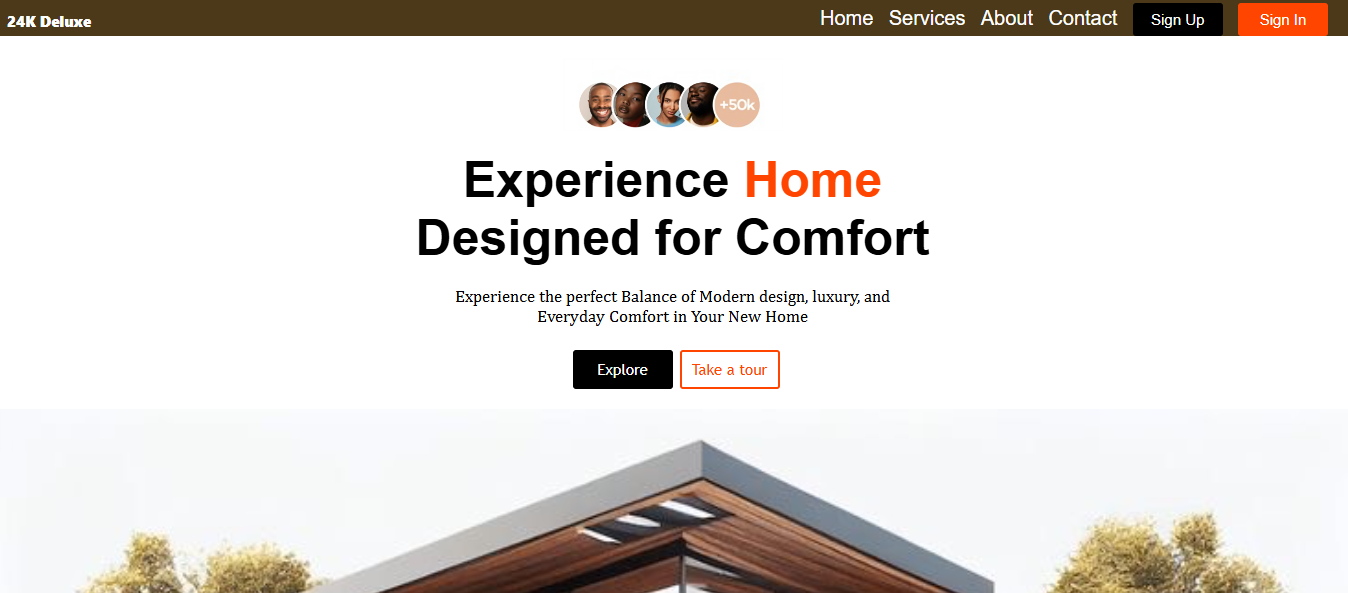 24K Deluxe
Home Services About Contact Sign Up Sign In
+50k
Experience Home
Designed for Comfort
Experience the perfect Balance of Modern design, luxury, and
Everyday Comfort in Your New Home
Explore Take a tour